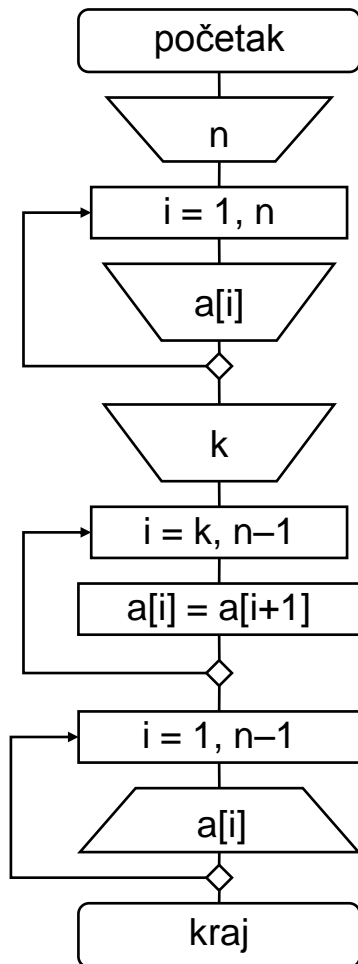 početak
n
i = 1, n
a[i]
k
i = k, n–1
a[i] = a[i+1]
i = 1, n–1
a[i]
kraj